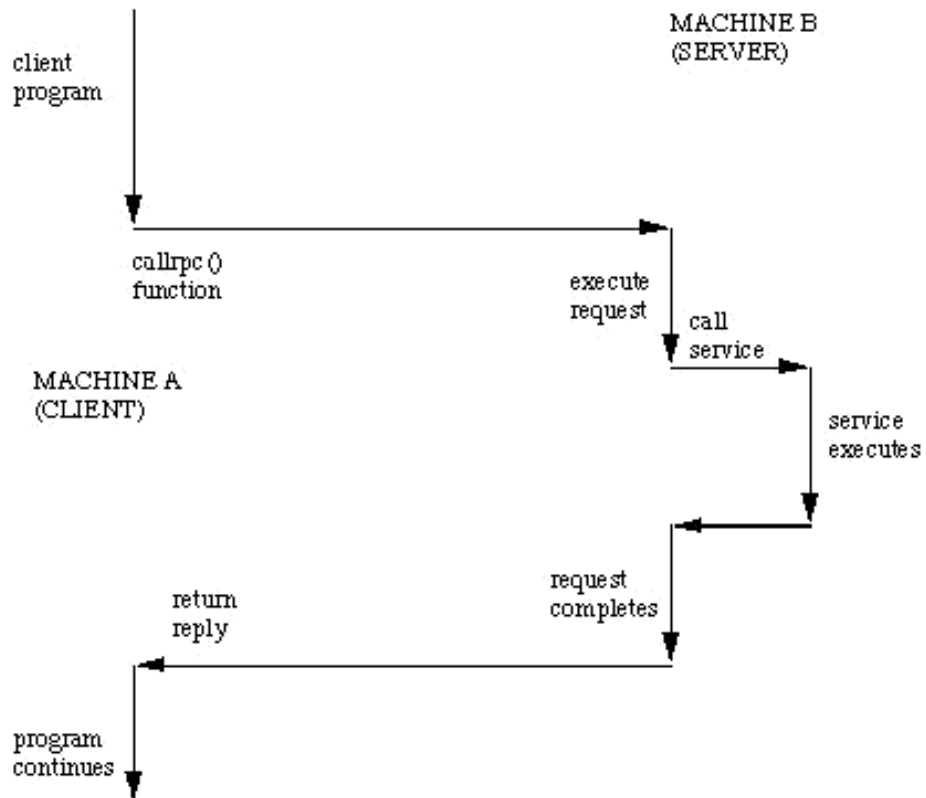 MACHINE B
(SERVER)
client
program
callrpc()
function
execute
request
call
service
MACHINE A
(CLIENT)
service
executes
request
completes
return
reply
program
continues